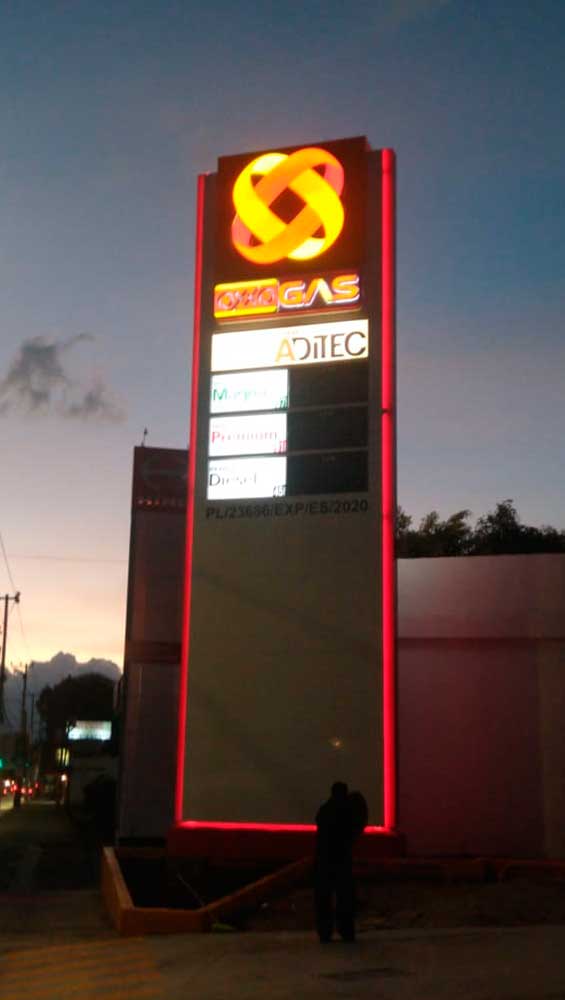 OXXO GAS
ADITEC
Magna
Premium
Diesel
PL/23686/EXP/ES/2020